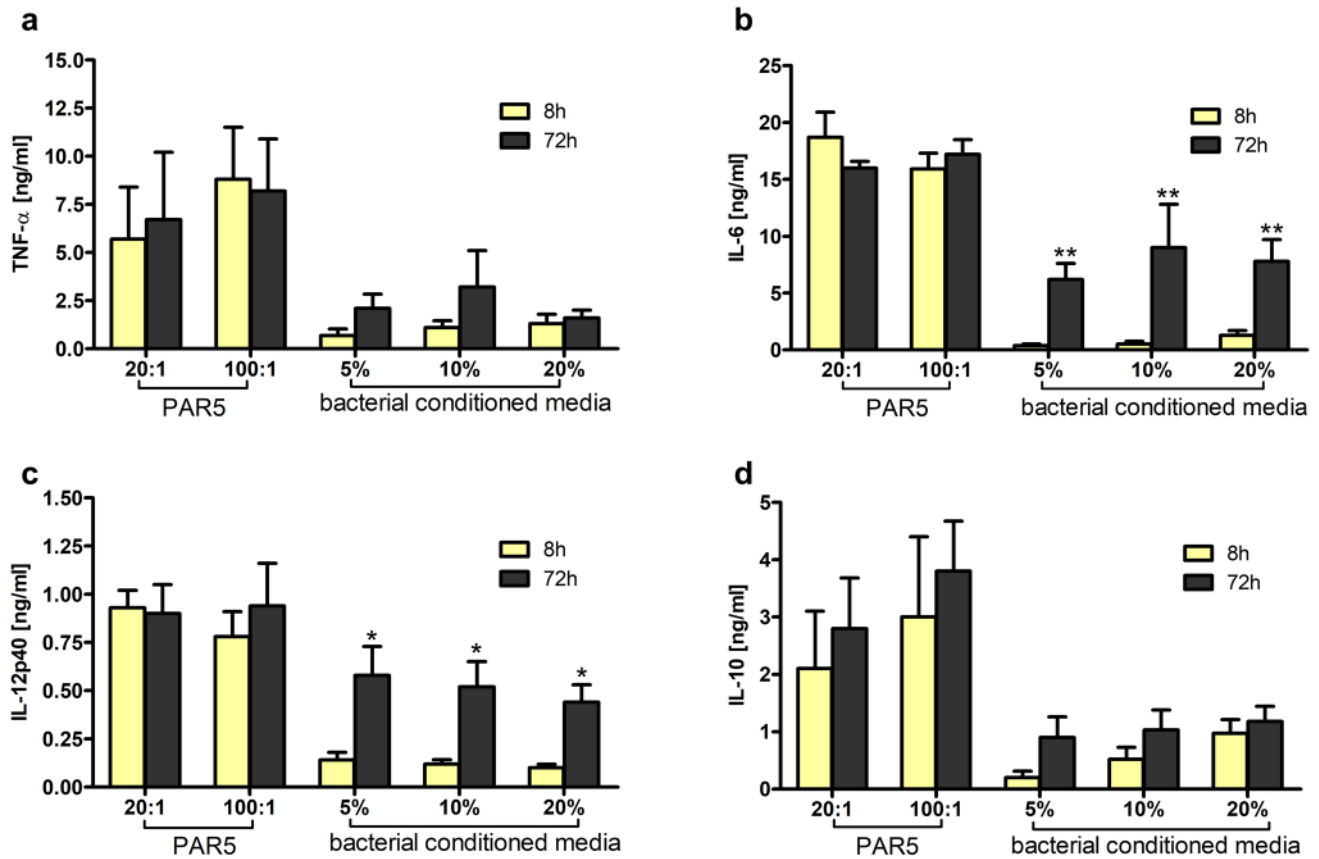 a
15.0
12.5
10.0
7.5
5.0
2.5
0.0
TNF-α [ng/ml]
8h
72h
20:1 100:1 5% 10% 20%
PAR5 bacterial conditioned media
b
25
20
15
10
5
0
IL-6 [ng/ml]
8h
72h
** ** **
20:1 100:1 5% 10% 20%
PAR5 bacterial conditioned media
c
1.50
1.25
1.00
0.75
0.50
0.25
0.00
IL-12p40 [ng/ml]
8h
72h
* * *
20:1 100:1 5% 10% 20%
PAR5 bacterial conditioned media
d
5
4
3
2
1
0
IL-10 [ng/ml]
8h
72h
20:1 100:1 5% 10% 20%
PAR5 bacterial conditioned media